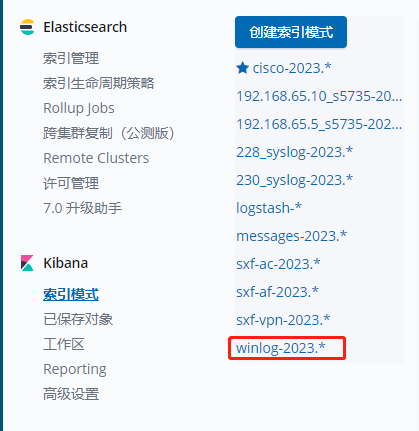 Elasticsearch
索引管理
索引生命周期策略
Rollup Jobs
跨集群复制（公测版）
Remote Clusters
许可管理
7.0 升级助手
Kibana
索引模式
已保存对象
工作区
Reporting
高级设置
创建索引模式
cisco-2023.*
192.168.65.10_s5735-20...
192.168.65.5_s5735-202...
228_syslog-2023.*
230_syslog-2023.*
logstash-*
messages-2023.*
sxf-ac-2023.*
sxf-af-2023.*
sxf-vpn-2023.*
winlog-2023.*